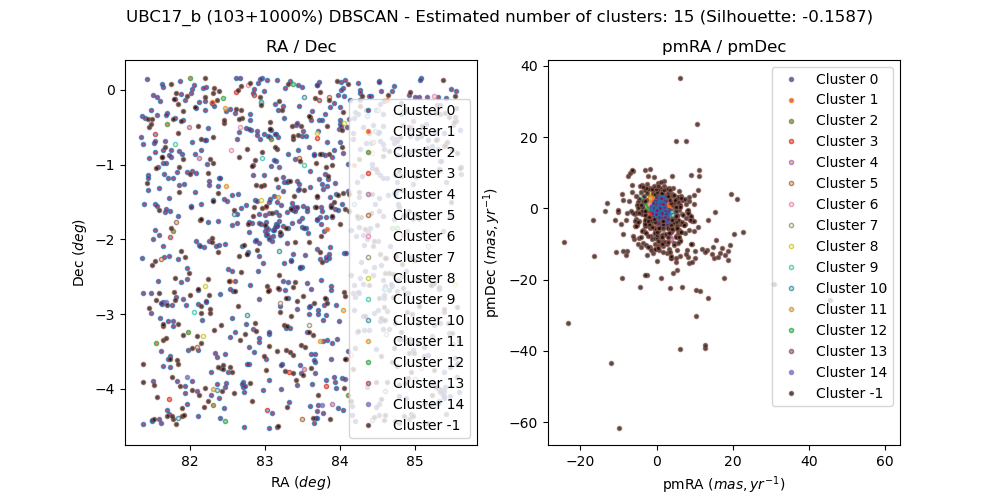 UBC17_b (103+1000%) DBSCAN - Estimated number of clusters: 15 (Silhouette: -0.1587)
RA / Dec
0
−1
−2
−3
−4
Dec (deg)
82
83
84
85
RA (deg)
Cluster 0
Cluster 1
Cluster 2
Cluster 3
Cluster 4
Cluster 5
Cluster 6
Cluster 7
Cluster 8
Cluster 9
Cluster 10
Cluster 11
Cluster 12
Cluster 13
Cluster 14
Cluster -1
pmRA / pmDec
40
20
0
−20
−40
−60
pmDec (mas, yr⁻¹)
−20
0
20
40
60
pmRA (mas, yr⁻¹)
Cluster 0
Cluster 1
Cluster 2
Cluster 3
Cluster 4
Cluster 5
Cluster 6
Cluster 7
Cluster 8
Cluster 9
Cluster 10
Cluster 11
Cluster 12
Cluster 13
Cluster 14
Cluster -1